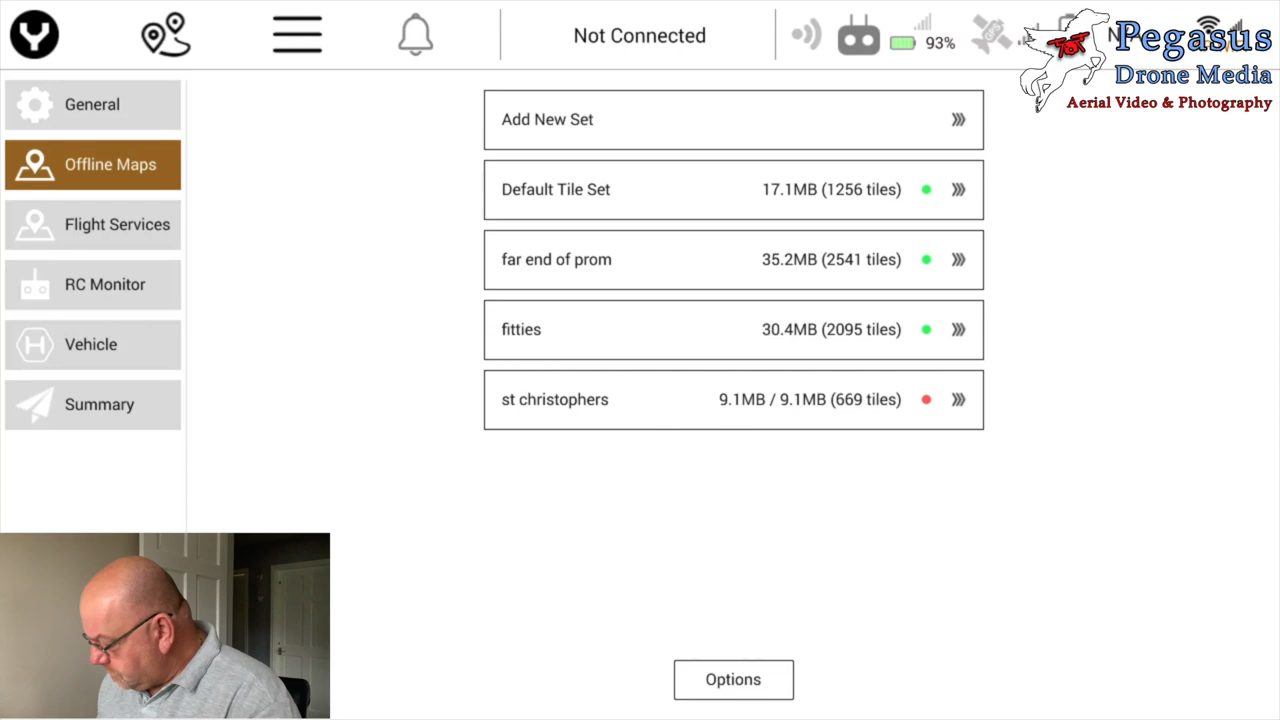 Not Connected
93%
N
Pegasus
Drone Media
Aerial Video & Photography
General
Offline Maps
Flight Services
RC Monitor
Vehicle
Summary
Add New Set
Default Tile Set 17.1MB (1256 tiles)
far end of prom 35.2MB (2541 tiles)
fitties 30.4MB (2095 tiles)
st christophers 9.1MB / 9.1MB (669 tiles)
Options